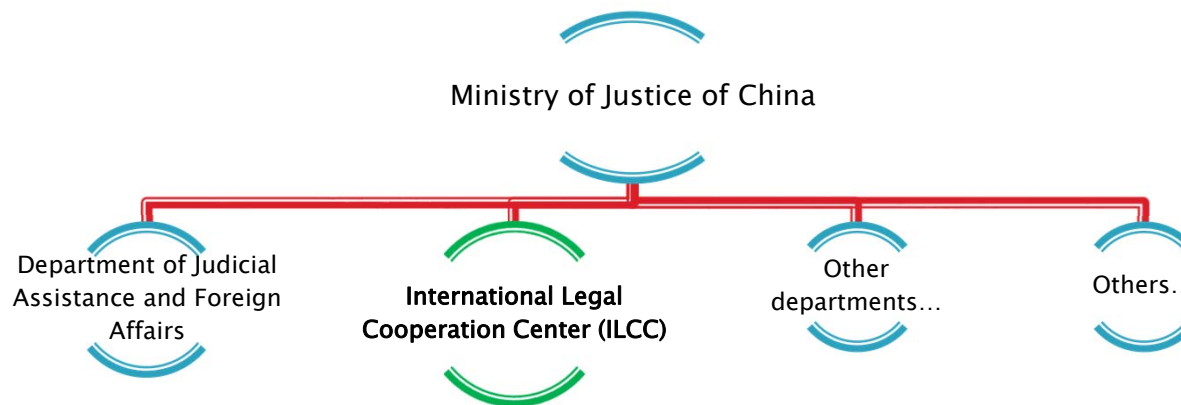 Ministry of Justice of China
Department of Judicial
Assistance and Foreign
Affairs
International Legal
Cooperation Center (ILCC)
Other
departments…
Others…